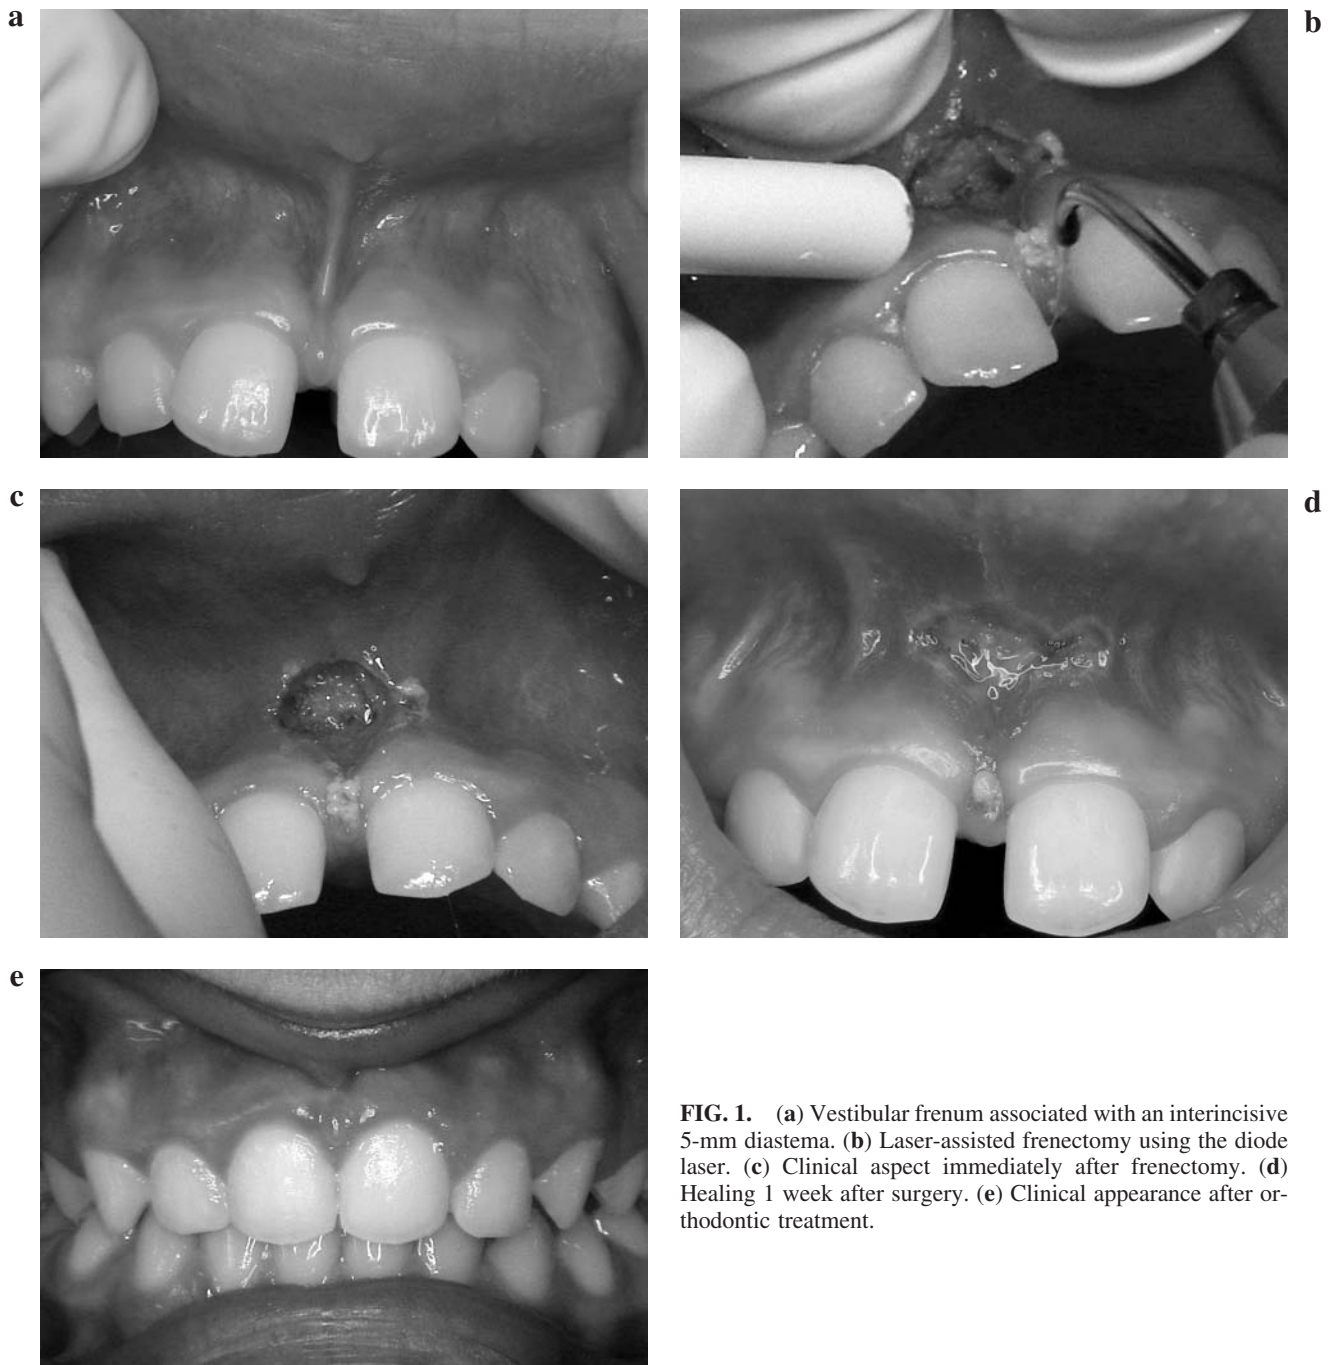 a
b
c
d
e
FIG. 1. (a) Vestibular frenum associated with an interincisive
5-mm diastema. (b) Laser-assisted frenectomy using the diode
laser. (c) Clinical aspect immediately after frenectomy. (d)
Healing 1 week after surgery. (e) Clinical appearance after or-
thodontic treatment.